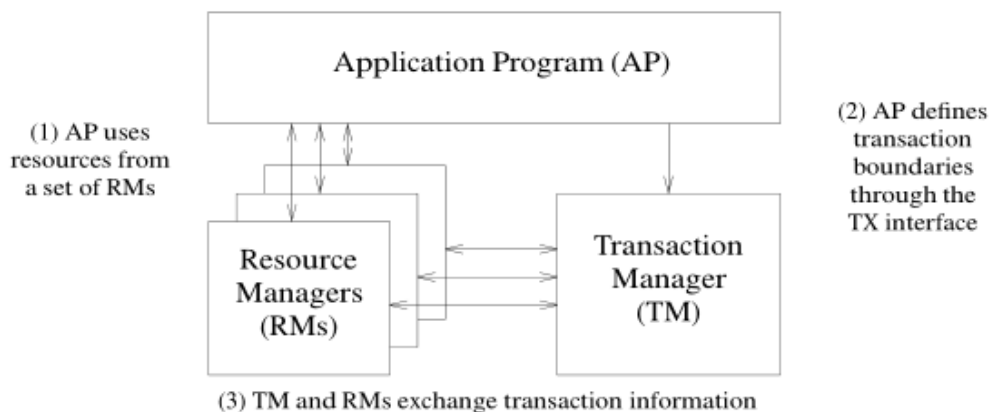 Application Program (AP)
(1) AP uses
resources from
a set of RMs
(2) AP defines
transaction
boundaries
through the
TX interface
Resource
Managers
(RMs)
Transaction
Manager
(TM)
(3) TM and RMs exchange transaction information